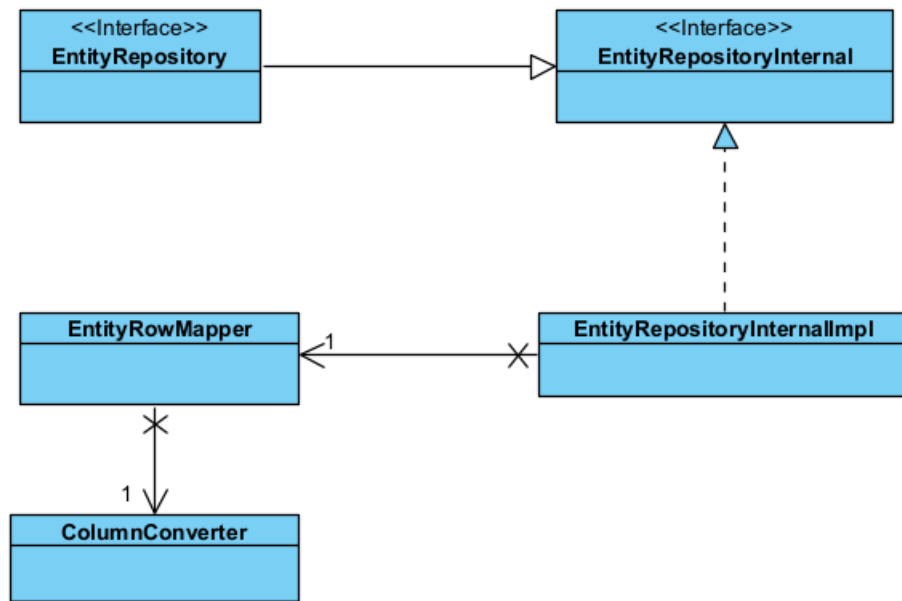 <<Interface>>
EntityRepository
<<Interface>>
EntityRepositoryInternal
EntityRowMapper
1
EntityRepositoryInternalImpl
1
ColumnConverter